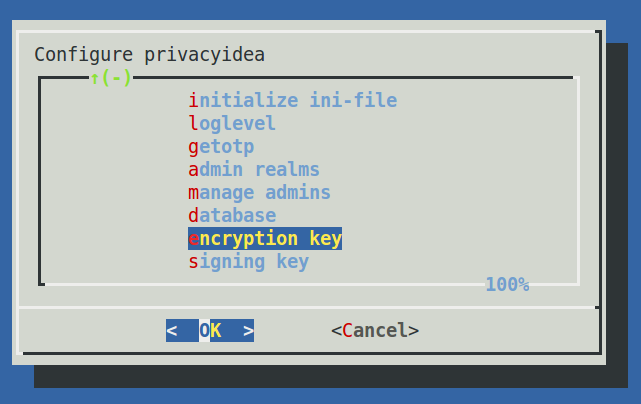 Configure privacyidea
↑(-)
initialize ini-file
loglevel
getotp
admin realms
manage admins
database
encryption key
signing key
100%
<  OK  > <Cancel>